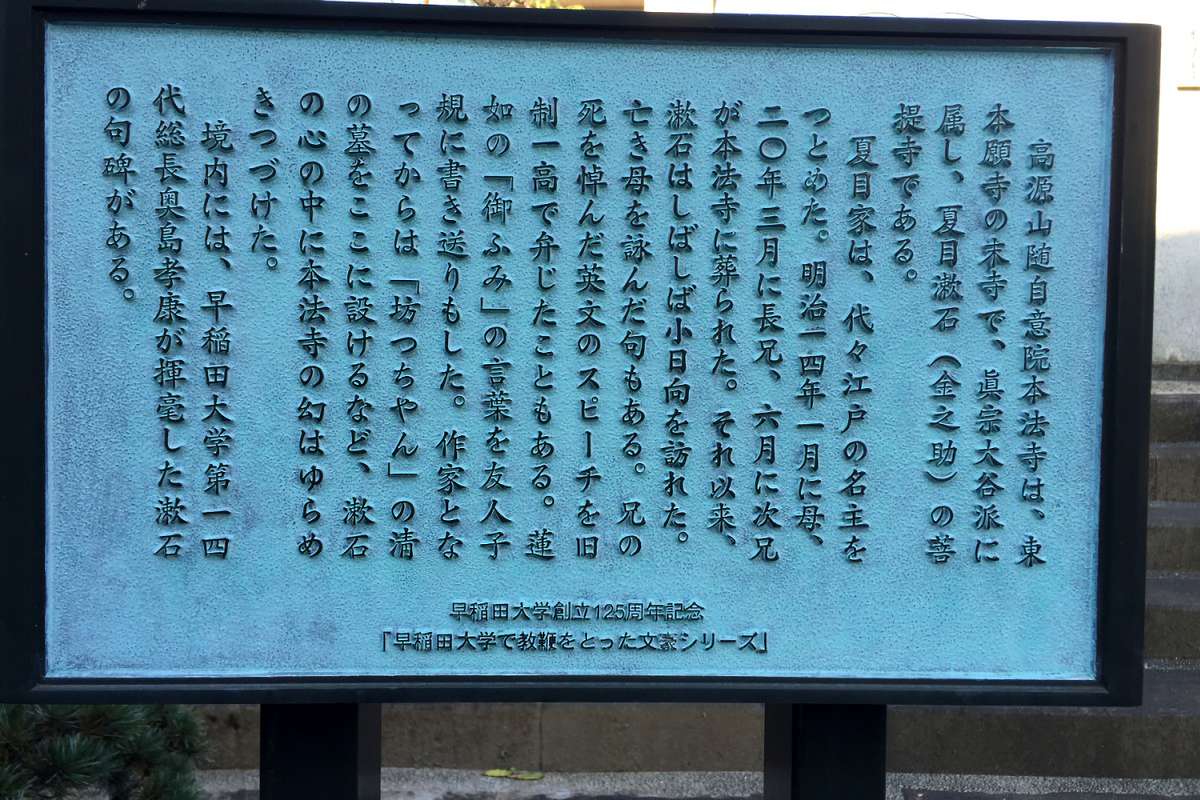 高源山随自意院本法寺は、東
本願寺の末寺で、眞宗大谷派に
属し、夏目漱石（金之助）の菩
提寺である。
夏目家は、代々江戸の名主を
つとめた。明治一四年一月に母、
二〇年三月に長兄、六月に次兄
が本法寺に葬られた。それ以来、
漱石はしばしば小日向を訪れた。
亡き母を詠んだ句もある。兄の
死を悼んだ英文のスピーチを旧
制一高で弁じたこともある。蓮
如の「御ふみ」の言葉を友人子
規に書き送りもした。作家とな
ってからは「坊つちやん」の清
の墓をここに設けるなど、漱石
の心の中に本法寺の幻はゆらめ
きつづけた。
境内には、早稲田大学第一四
代総長奥島孝康が揮毫した漱石
の句碑がある。
早稲田大学創立125周年記念
「早稲田大学で教鞭をとった文豪シリーズ」